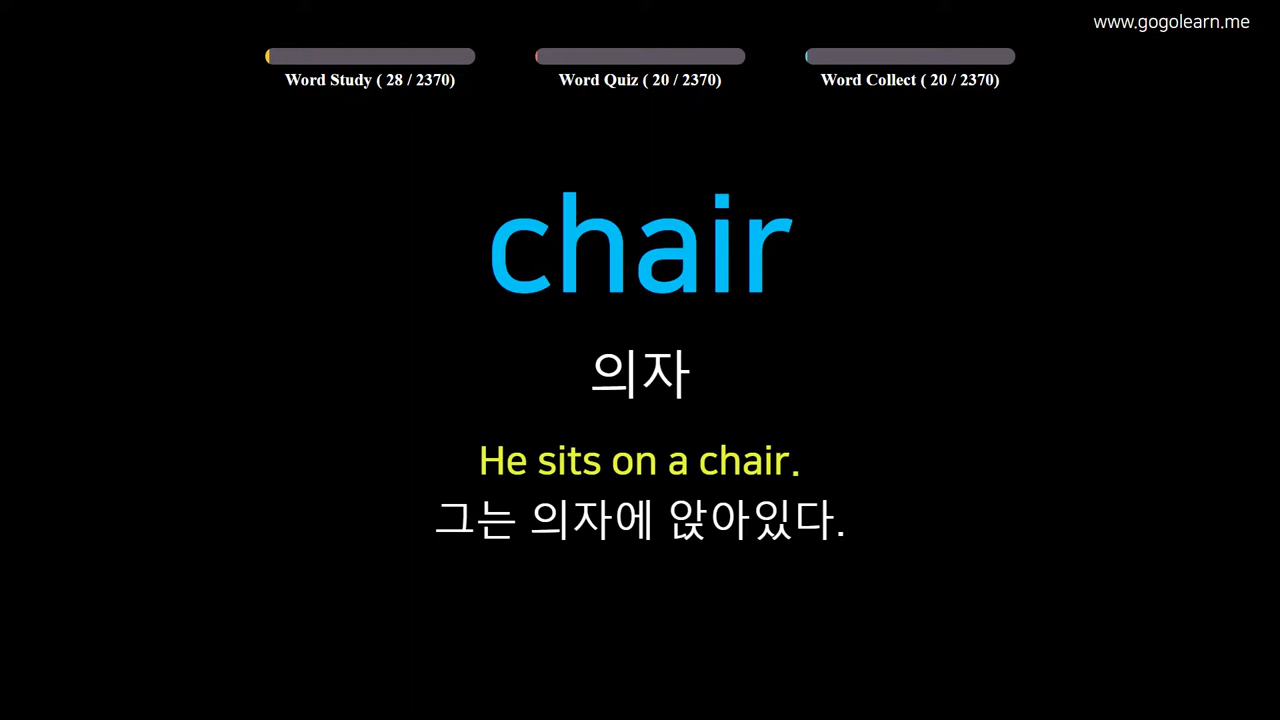 www.gogolearn.me
Word Study ( 28 / 2370)
Word Quiz ( 20 / 2370)
Word Collect ( 20 / 2370)
chair
의자
He sits on a chair.
그는 의자에 앉아있다.